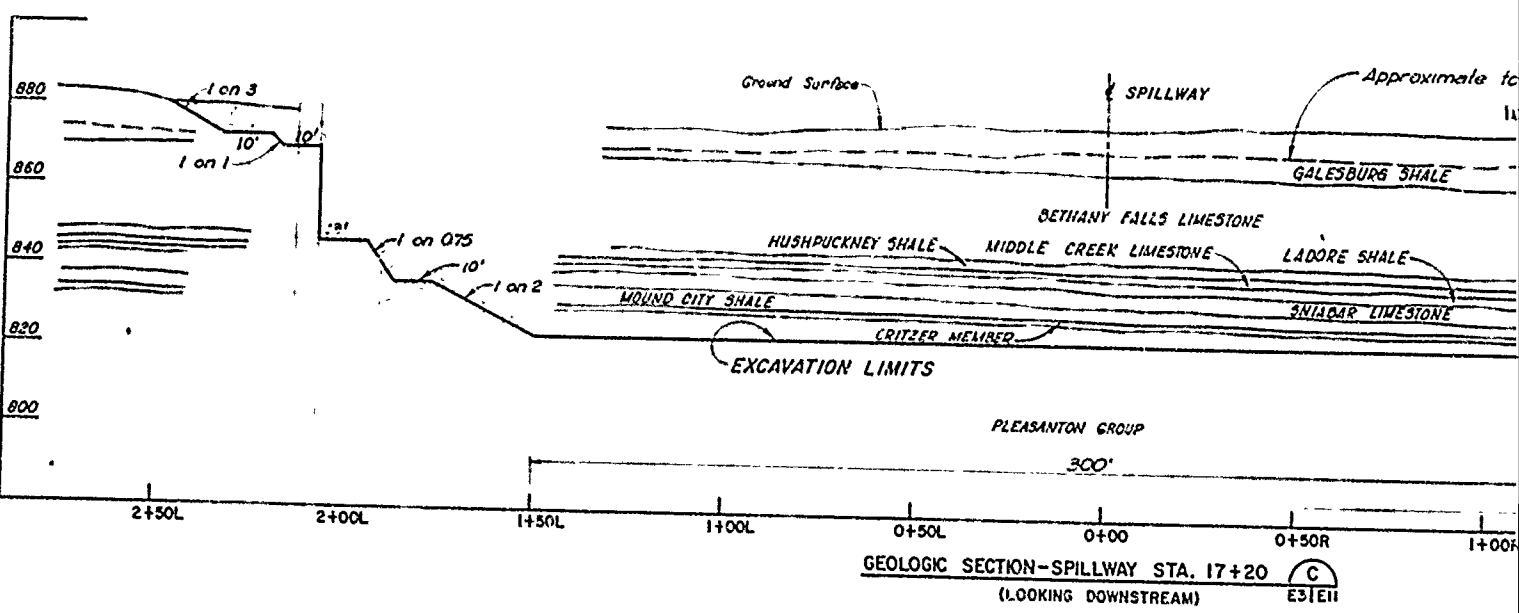 880
860
840
820
800
1 on 3
10'
10'
1 on 1
1 on 0.75
10'
1 on 2
Ground Surface
℄ SPILLWAY
Approximate
GALESBURG SHALE
BETHANY FALLS LIMESTONE
HUSHPUCKNEY SHALE
MIDDLE CREEK LIMESTONE
LADORE SHALE
MOUND CITY SHALE
SNIABAR LIMESTONE
CRITZER MEMBER
EXCAVATION LIMITS
PLEASANTON GROUP
300'
2+50L
2+00L
1+50L
1+00L
0+50L
0+00
0+50R
1+00R
GEOLOGIC SECTION-SPILLWAY STA. 17+20
C
E31E11
(LOOKING DOWNSTREAM)